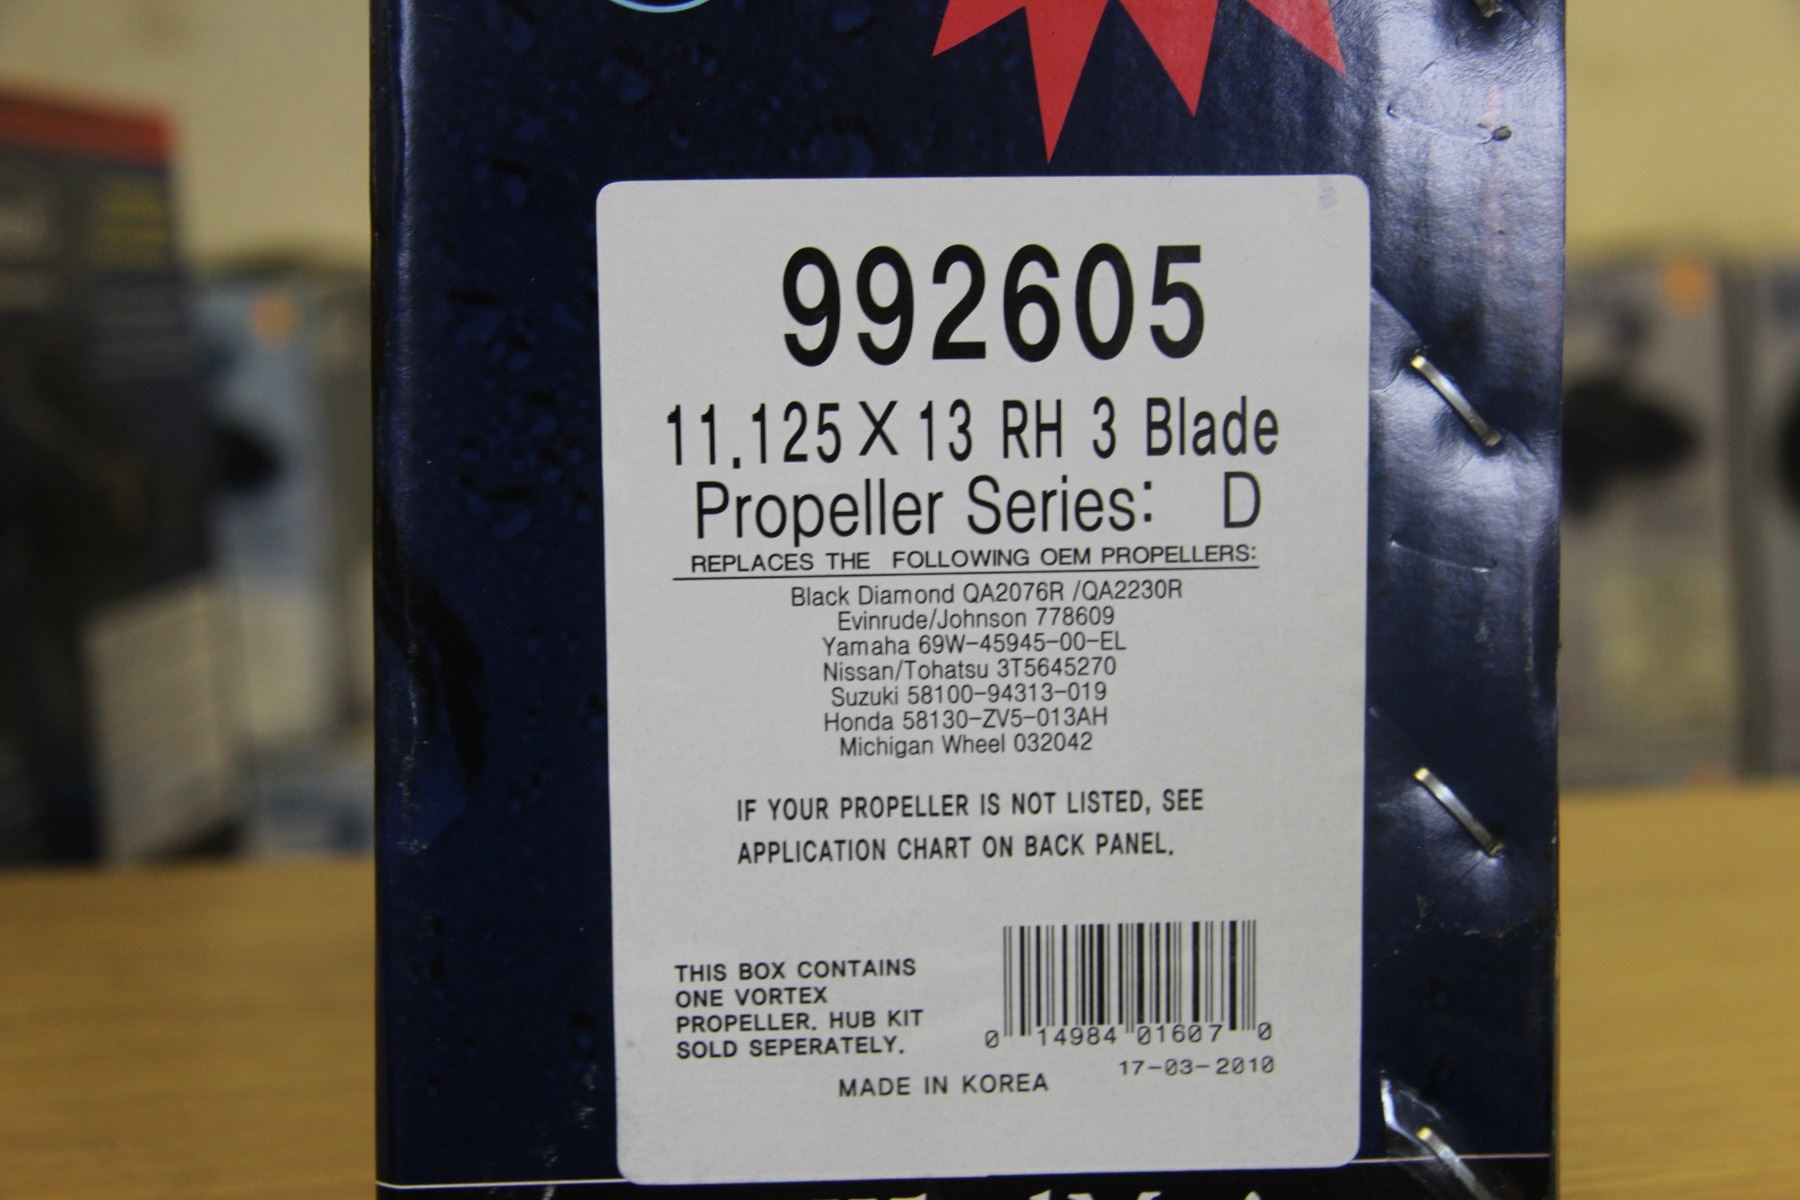 992605
11.125 X 13 RH 3 Blade
Propeller Series: D
REPLACES THE FOLLOWING OEM PROPELLERS:
Black Diamond QA2076R /QA2230R
Evinrude/Johnson 778609
Yamaha 69W-45945-00-EL
Nissan/Tohatsu 3T5645270
Suzuki 58100-94313-019
Honda 58130-ZV5-013AH
Michigan Wheel 032042
IF YOUR PROPELLER IS NOT LISTED, SEE
APPLICATION CHART ON BACK PANEL.
THIS BOX CONTAINS
ONE VORTEX
PROPELLER. HUB KIT
SOLD SEPERATELY.
0 14984 01607 0
17-03-2010
MADE IN KOREA